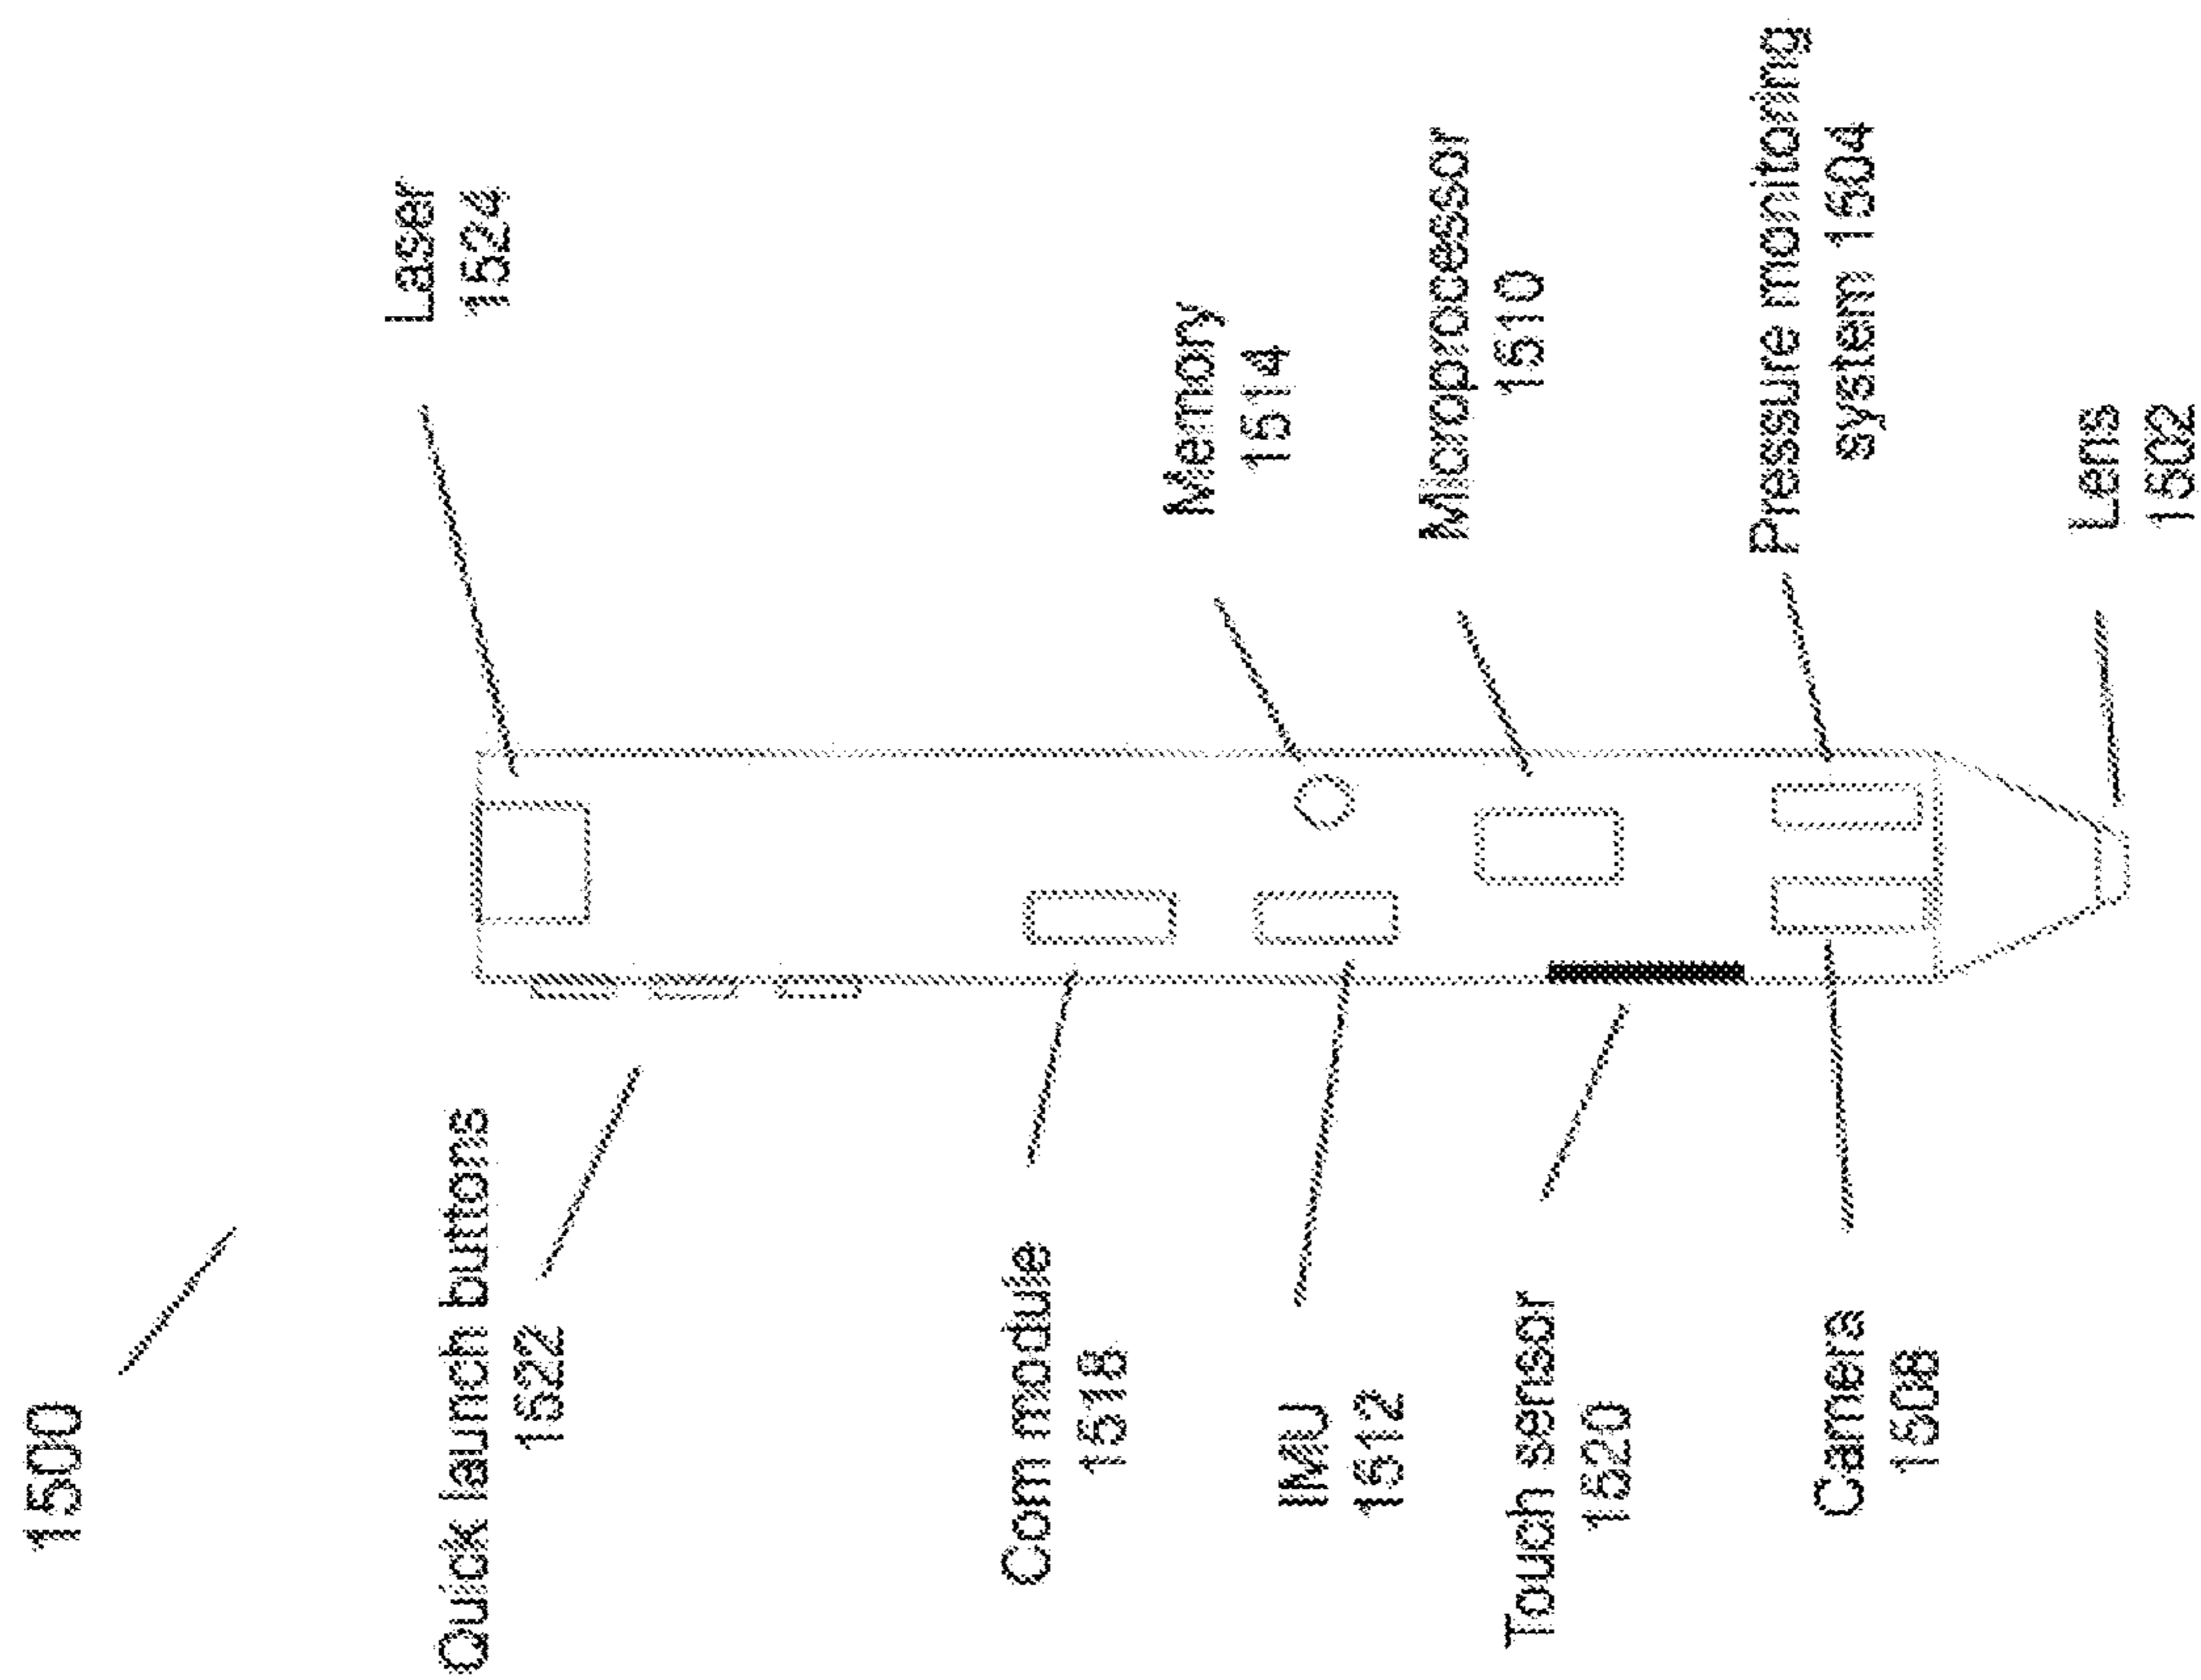 1500
Quick launch buttons
1522
Laser
1524
Com module
1518
Memory
1514
IMU
1512
Microprocessor
1510
Touch sensor
1520
Pressure monitoring
system 1504
Camera
1508
Lens
1502